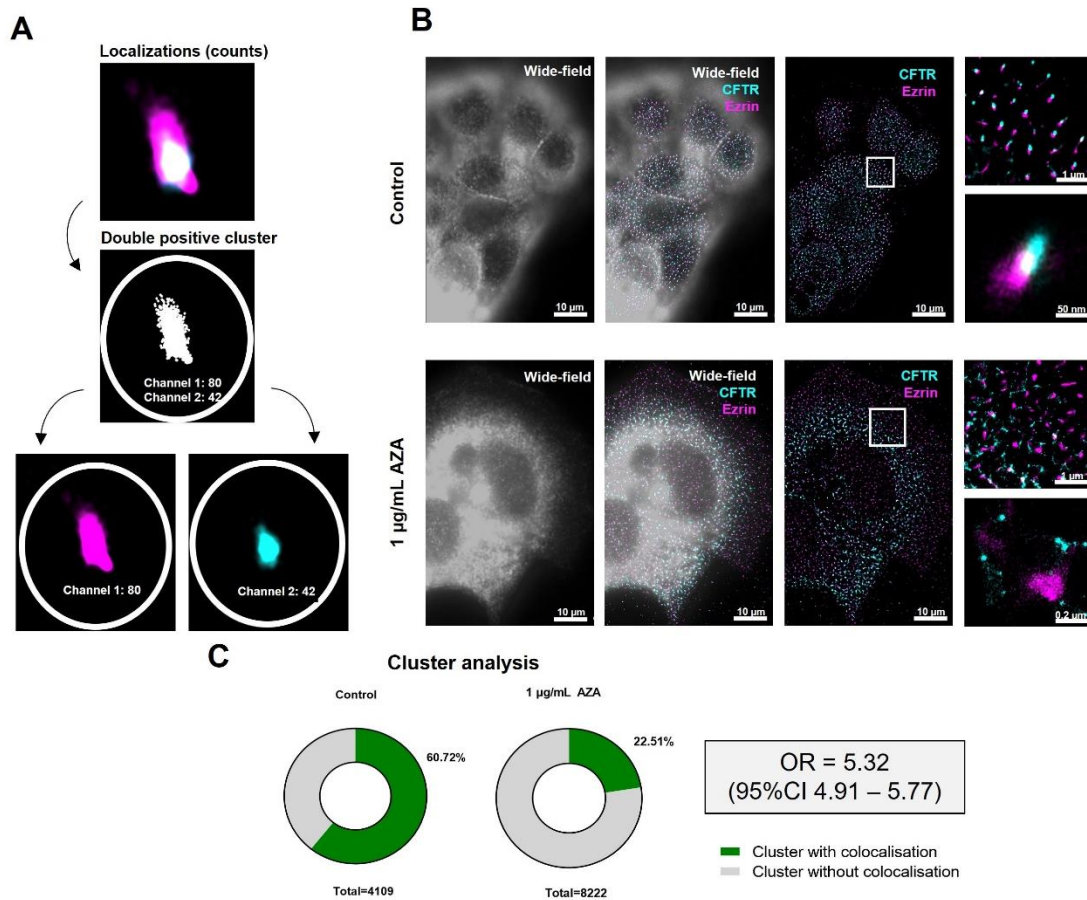 A
Localizations (counts)
Double positive cluster
Channel 1: 80
Channel 2: 42
Channel 1: 80
Channel 2: 42
B
Control
Wide-field
10 µm
Wide-field
CFTR
Ezrin
10 µm
CFTR
Ezrin
10 µm
1 µm
50 nm
1 µg/mL AZA
Wide-field
10 µm
Wide-field
CFTR
Ezrin
10 µm
CFTR
Ezrin
10 µm
1 µm
0.2 µm
C
Cluster analysis
Control
60.72%
Total=4109
1 µg/mL AZA
22.51%
Total=8222
OR = 5.32
(95%CI 4.91 – 5.77)
Cluster with colocalisation
Cluster without colocalisation